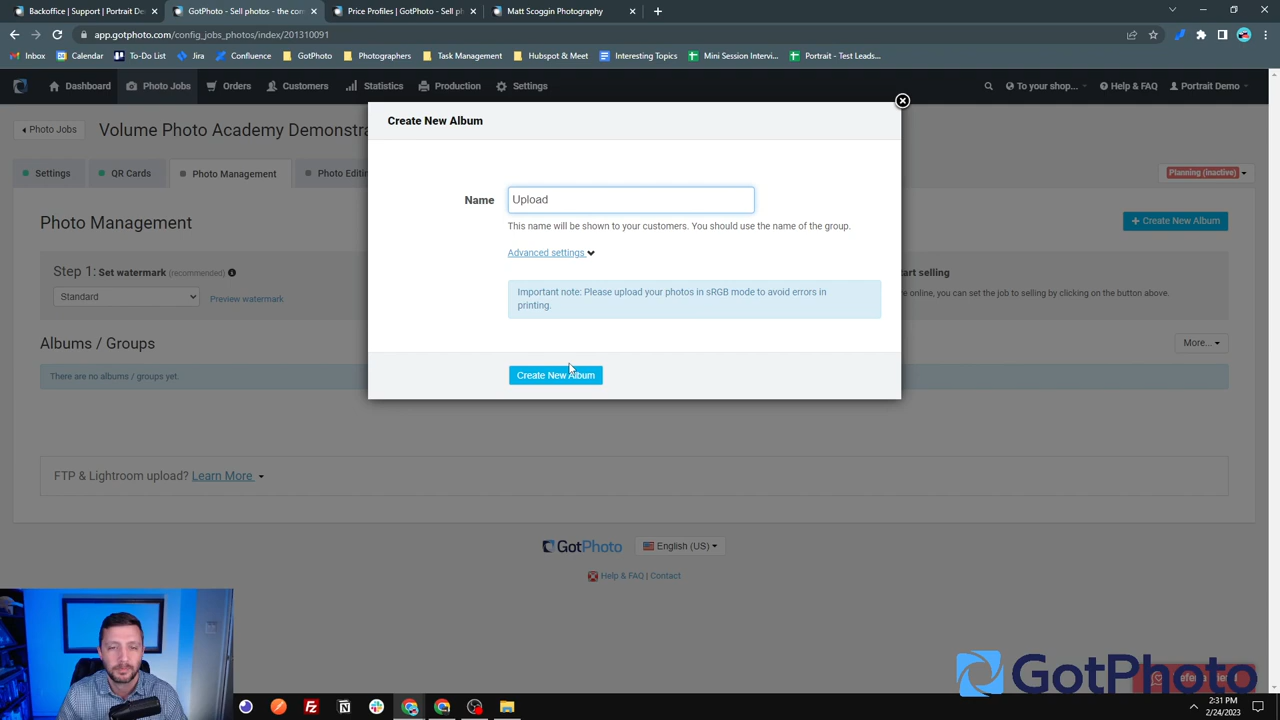 Backoffice | Support - Sell ph
GotPhoto - Sell photos - the con
Price Profiles | GotPhoto - Sell p
Matt Scoggin Photography
app.gotphoto.com/config_jobs_photos/index/201310091
Inbox
Calendar
To-Do List
Jira
GotPhoto
Photographers
Task Management
Hubspot & Meet
Interesting Topics
Mini Session Intervi...
Portrait - Test Leads...
Dashboard
Photo Jobs
Orders
Customers
Statistics
Production
Settings
To your shop...
Help & FAQ
Portrait Demo
Photo Jobs
Volume Photo Academy Demonstra
Create New Album
Settings
QR Cards
Photo Management
Photo Editin
Planning (inactive)
Name
Upload
This name will be shown to your customers. You should use the name of the group.
Photo Management
+ Create New Album
Advanced settings
Step 1: Set watermark (recommended)
art selling
Standard
Preview watermark
e online, you can set the job to selling by clicking on the button above.
Important note: Please upload your photos in sRGB mode to avoid errors in
printing.
Albums / Groups
More...
There are no albums / groups yet.
Create New Album
FTP & Lightroom upload? Learn More
GotPhoto
English (US)
Help & FAQ | Contact
GotPhoto
2:31 PM
2/24/2023